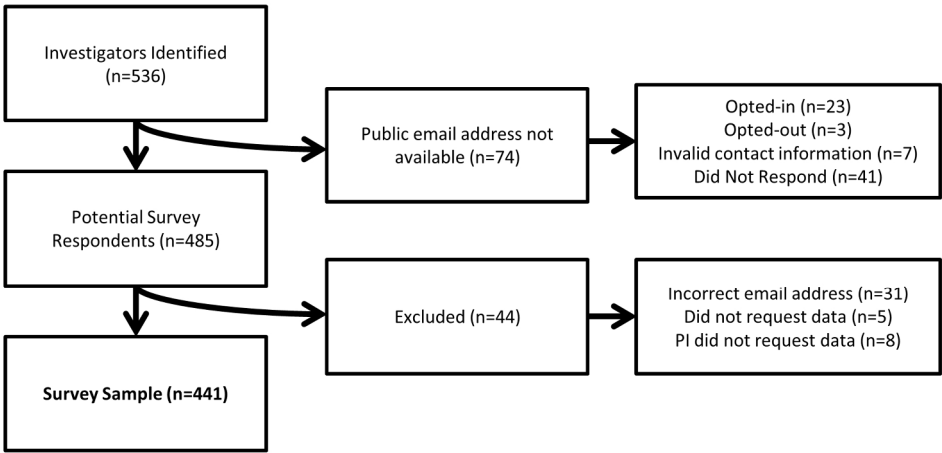 Investigators Identified
(n=536)
Public email address not
available (n=74)
Opted-in (n=23)
Opted-out (n=3)
Invalid contact information (n=7)
Did Not Respond (n=41)
Potential Survey
Respondents (n=485)
Excluded (n=44)
Incorrect email address (n=31)
Did not request data (n=5)
PI did not request data (n=8)
Survey Sample (n=441)